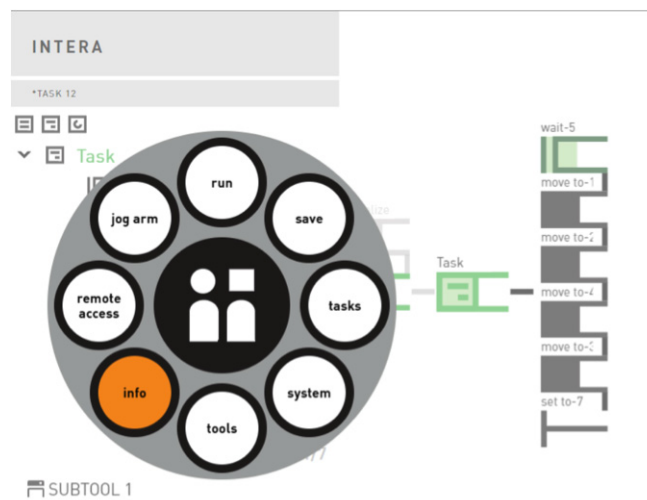 INTERA
*TASK 12
Task
run
jog arm
save
remote
access
tasks
info
system
tools
Task
wait-5
move to-1
move to-2
move to-4
move to-3
set to-7
SUBTOOL 1